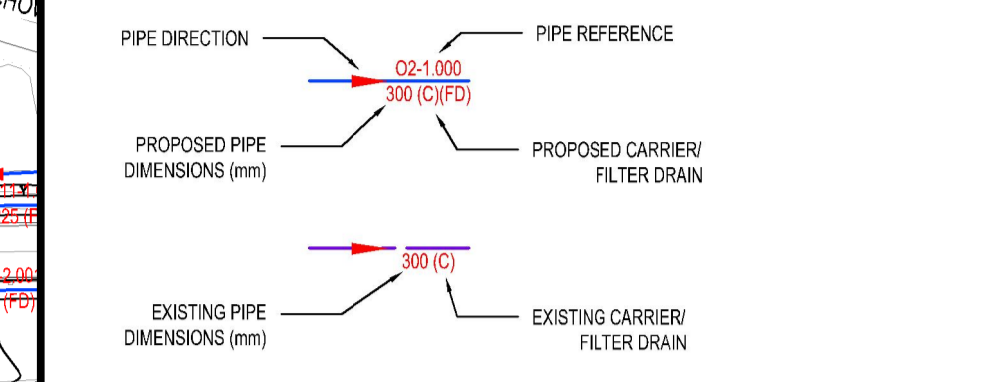 PIPE DIRECTION
PIPE REFERENCE
O2-1.000
300 (C)(FD)
PROPOSED PIPE
DIMENSIONS (mm)
PROPOSED CARRIER/
FILTER DRAIN
300 (C)
EXISTING PIPE
DIMENSIONS (mm)
EXISTING CARRIER/
FILTER DRAIN
(FD)